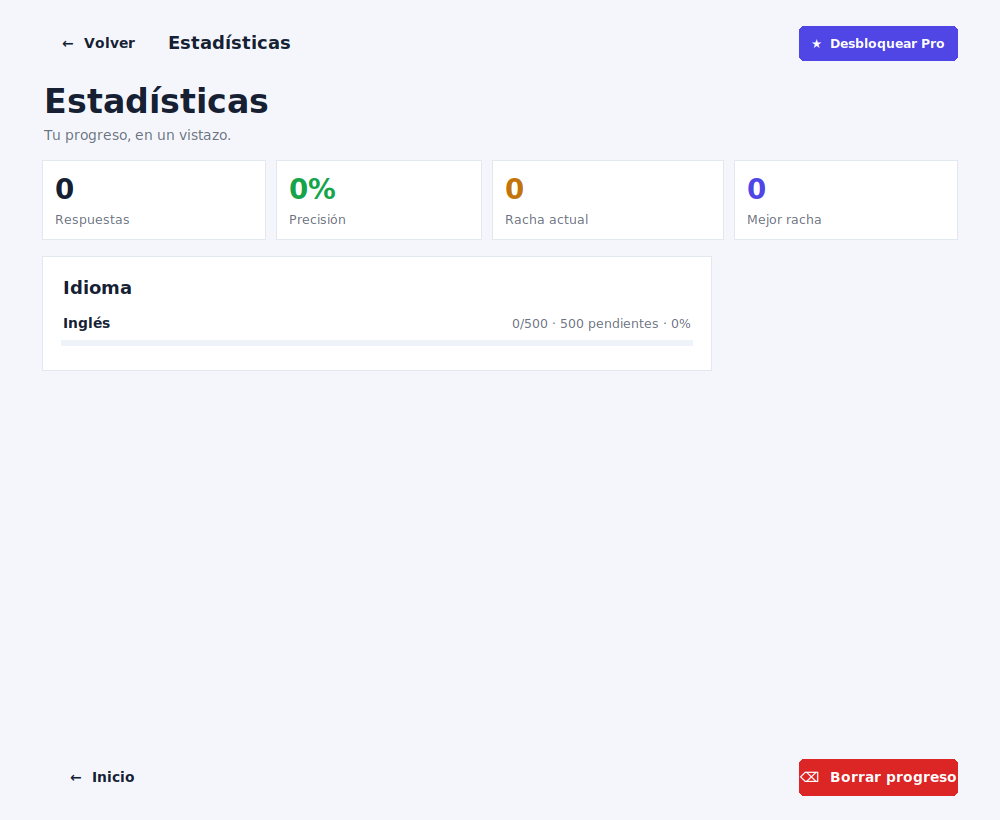 ← Volver Estadísticas ★ Desbloquear Pro
Estadísticas
Tu progreso, en un vistazo.
0 0% 0 0
Respuestas Precisión Racha actual Mejor racha
Idioma
Inglés 0/500 · 500 pendientes · 0%
← Inicio ⌫ Borrar progreso